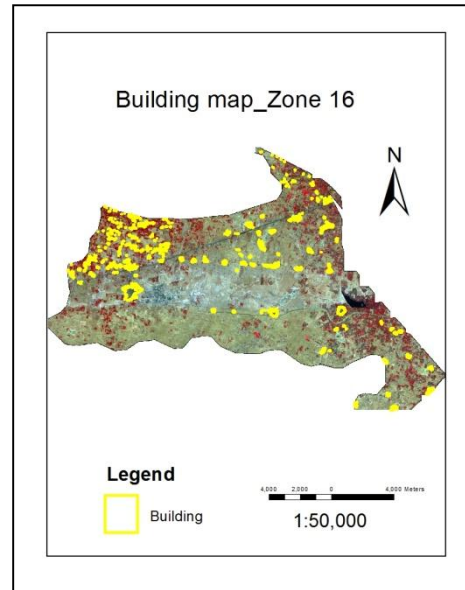 Building map_Zone 16
N
Legend
Building
4,000 2,000 0 4,000 Meters
1:50,000